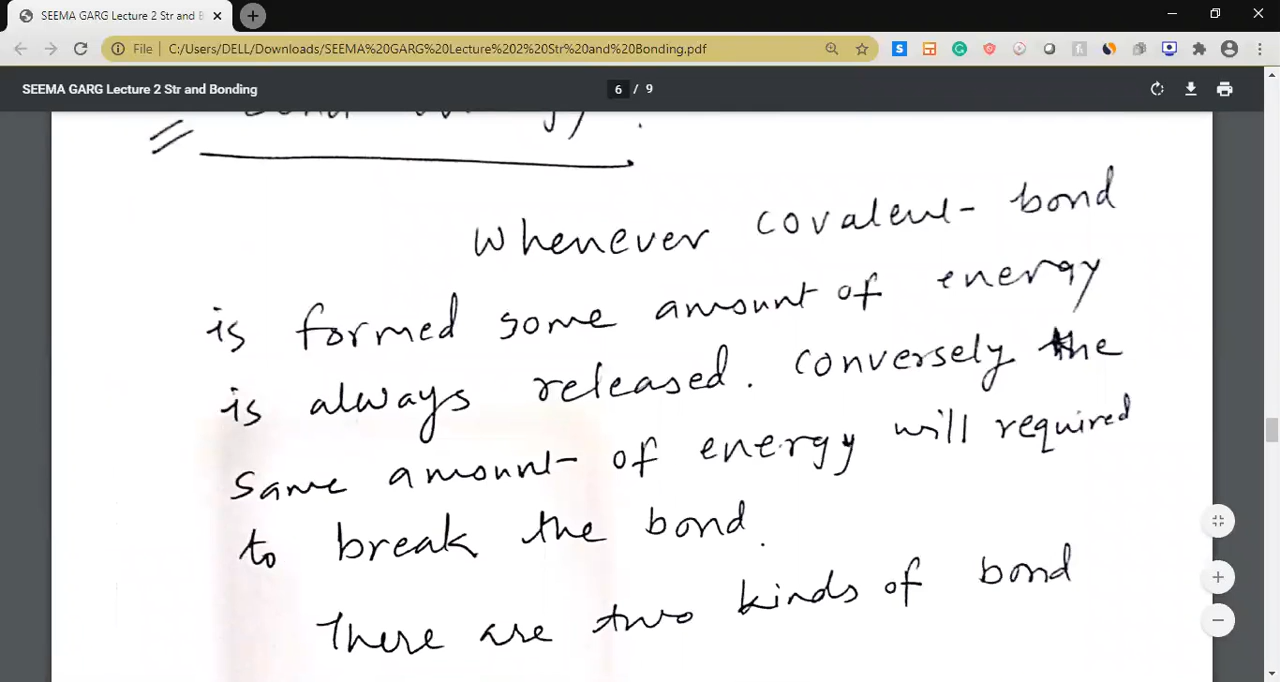 SEEMA GARG Lecture 2 Str and B
File C:/Users/DELL/Downloads/SEEMA%20GARG%20Lecture%202%20Str%20and%20Bonding.pdf
SEEMA GARG Lecture 2 Str and Bonding
6 / 9
Whenever covalent bond
is formed some amount of energy
is always released. Conversely the
same amount of energy will required
to break the bond.
There are two kinds of bond